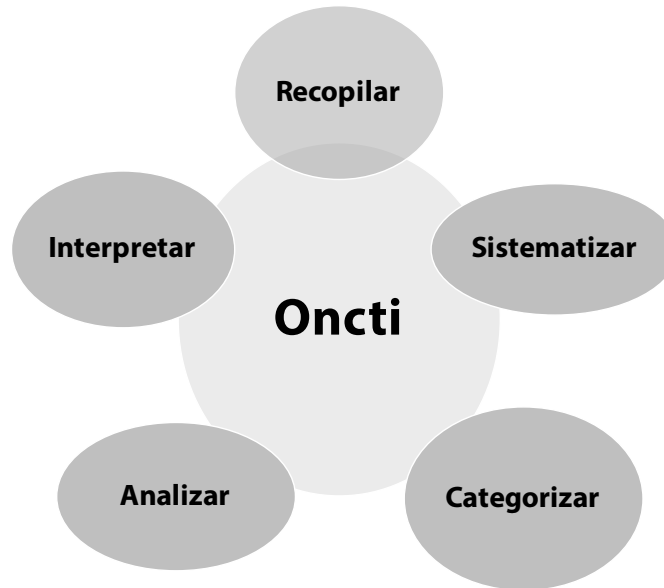 Recopilar
Interpretar
Sistematizar
Oncti
Analizar
Categorizar